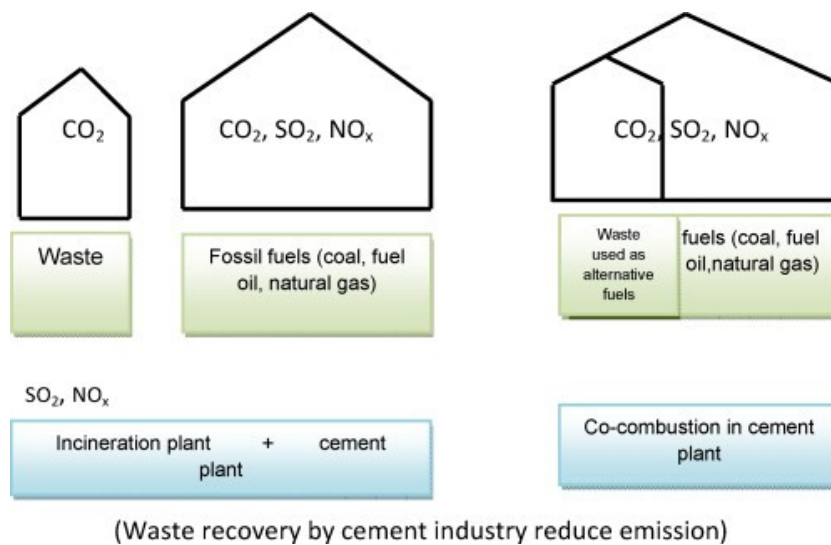 CO₂
CO₂, SO₂, NOₓ
CO₂, SO₂, NOₓ
Waste
Fossil fuels (coal, fuel
oil, natural gas)
Waste
used as
alternative
fuels
fuels (coal, fuel
oil,natural gas)
SO₂, NOₓ
Incineration plant + cement
plant
Co-combustion in cement
plant
(Waste recovery by cement industry reduce emission)